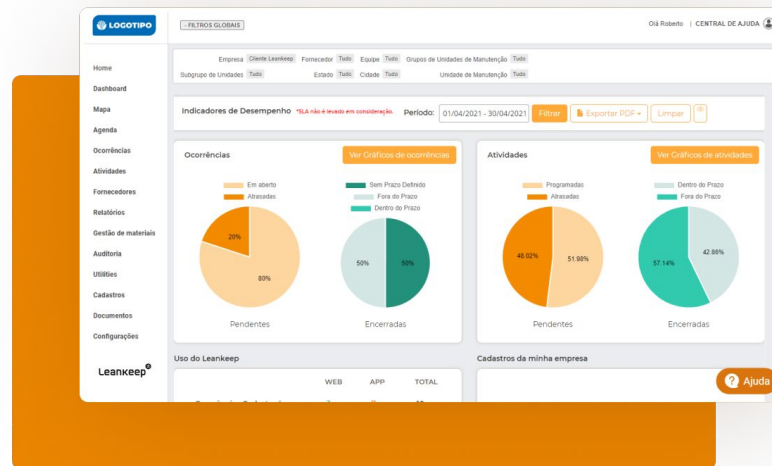 LOGOTIPO
- FILTROS GLOBAIS
Olá Roberto | CENTRAL DE AJUDA
Empresa Cliente Leankeep Fornecedor Tudo Equipe Tudo Grupos de Unidades de Manutenção Tudo
Subgrupo de Unidades Tudo Estado Tudo Cidade Tudo Unidade de Manutenção Tudo
Home
Dashboard
Mapa
Agenda
Ocorrências
Atividades
Fornecedores
Relatórios
Gestão de materiais
Auditoria
Utilities
Cadastros
Documentos
Configurações
Leankeep
Indicadores de Desempenho *SLA não é levado em consideração. Período: 01/04/2021 - 30/04/2021 Filtrar Exportar PDF Limpar
Ocorrências Ver Gráficos de ocorrências
Em aberto
Atrasadas
20%
80%
Pendentes
Sem Prazo Definido
Fora do Prazo
Dentro do Prazo
50% 50%
Encerradas
Atividades Ver Gráficos de atividades
Programadas
Atrasadas
48.02% 51.98%
Pendentes
Dentro do Prazo
Fora do Prazo
42.86%
57.14%
Encerradas
Uso do Leankeep
WEB APP TOTAL
Cadastros da minha empresa
? Ajuda